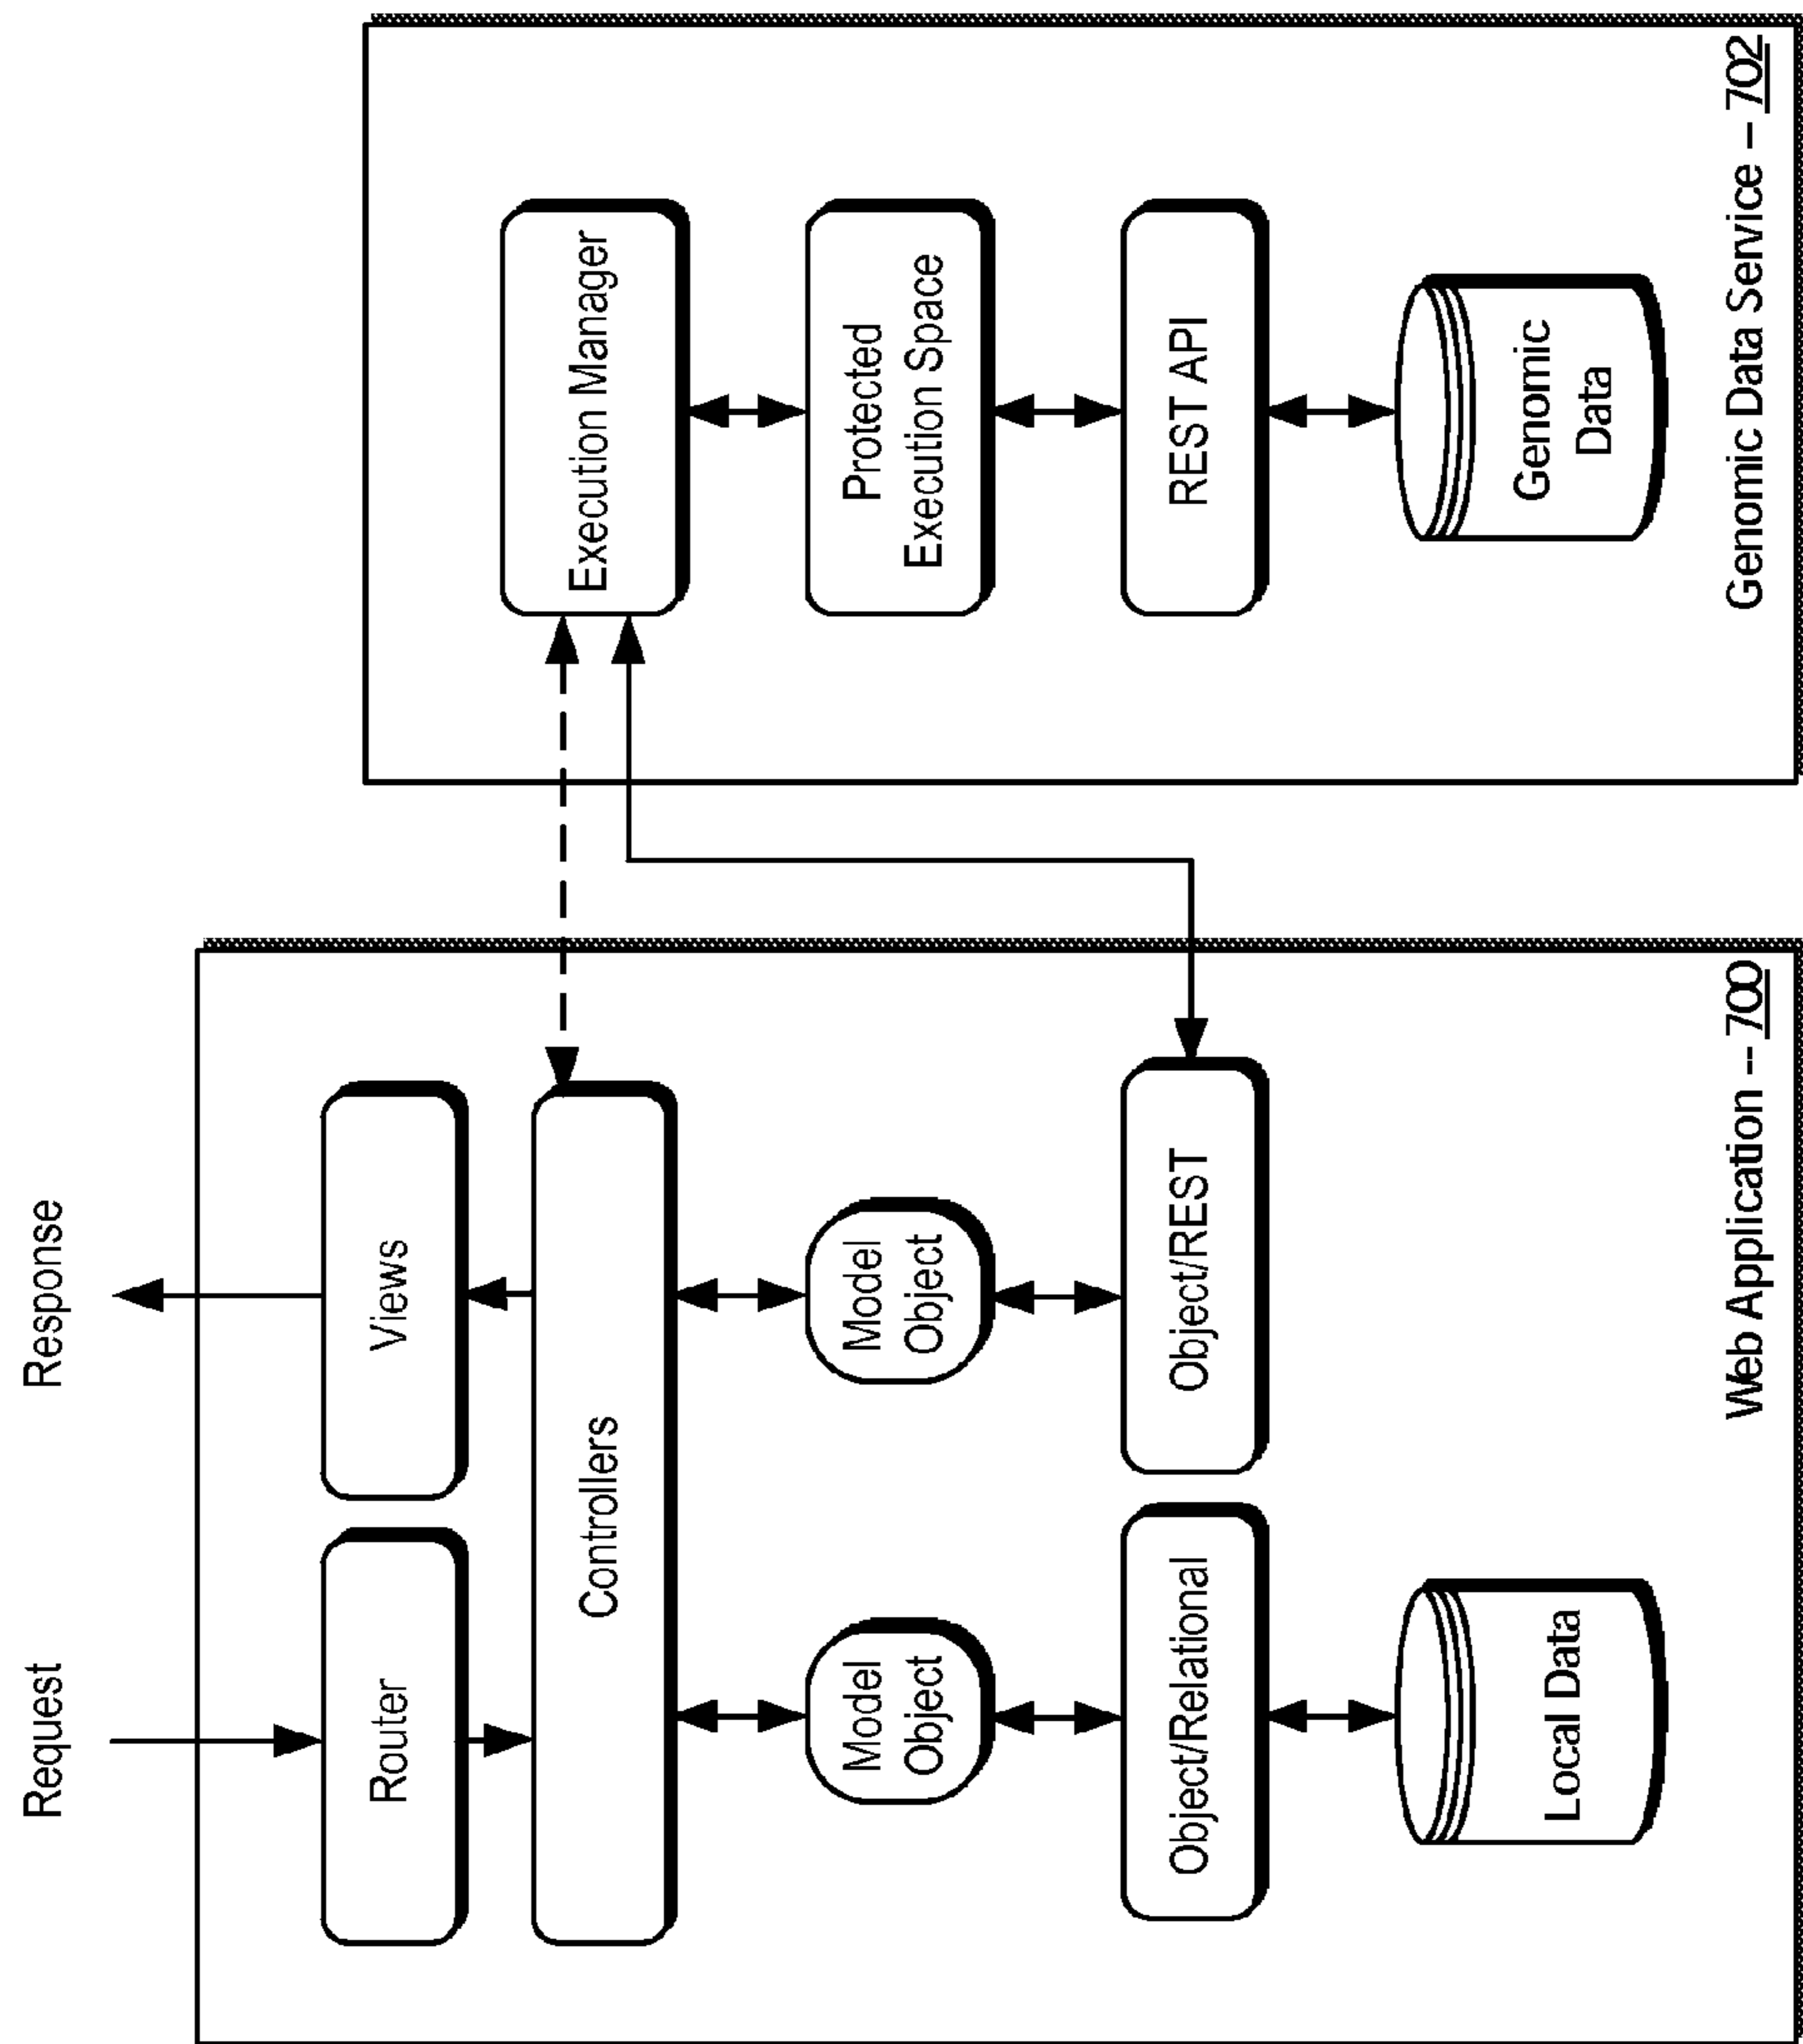 Request
Response
Router
Views
Controllers
Model
Object
Model
Object
Object/Relational
Object/REST
Local Data
Web Application -- 700
Execution Manager
Protected
Execution Space
REST API
Genomic
Data
Genomic Data Service – 702